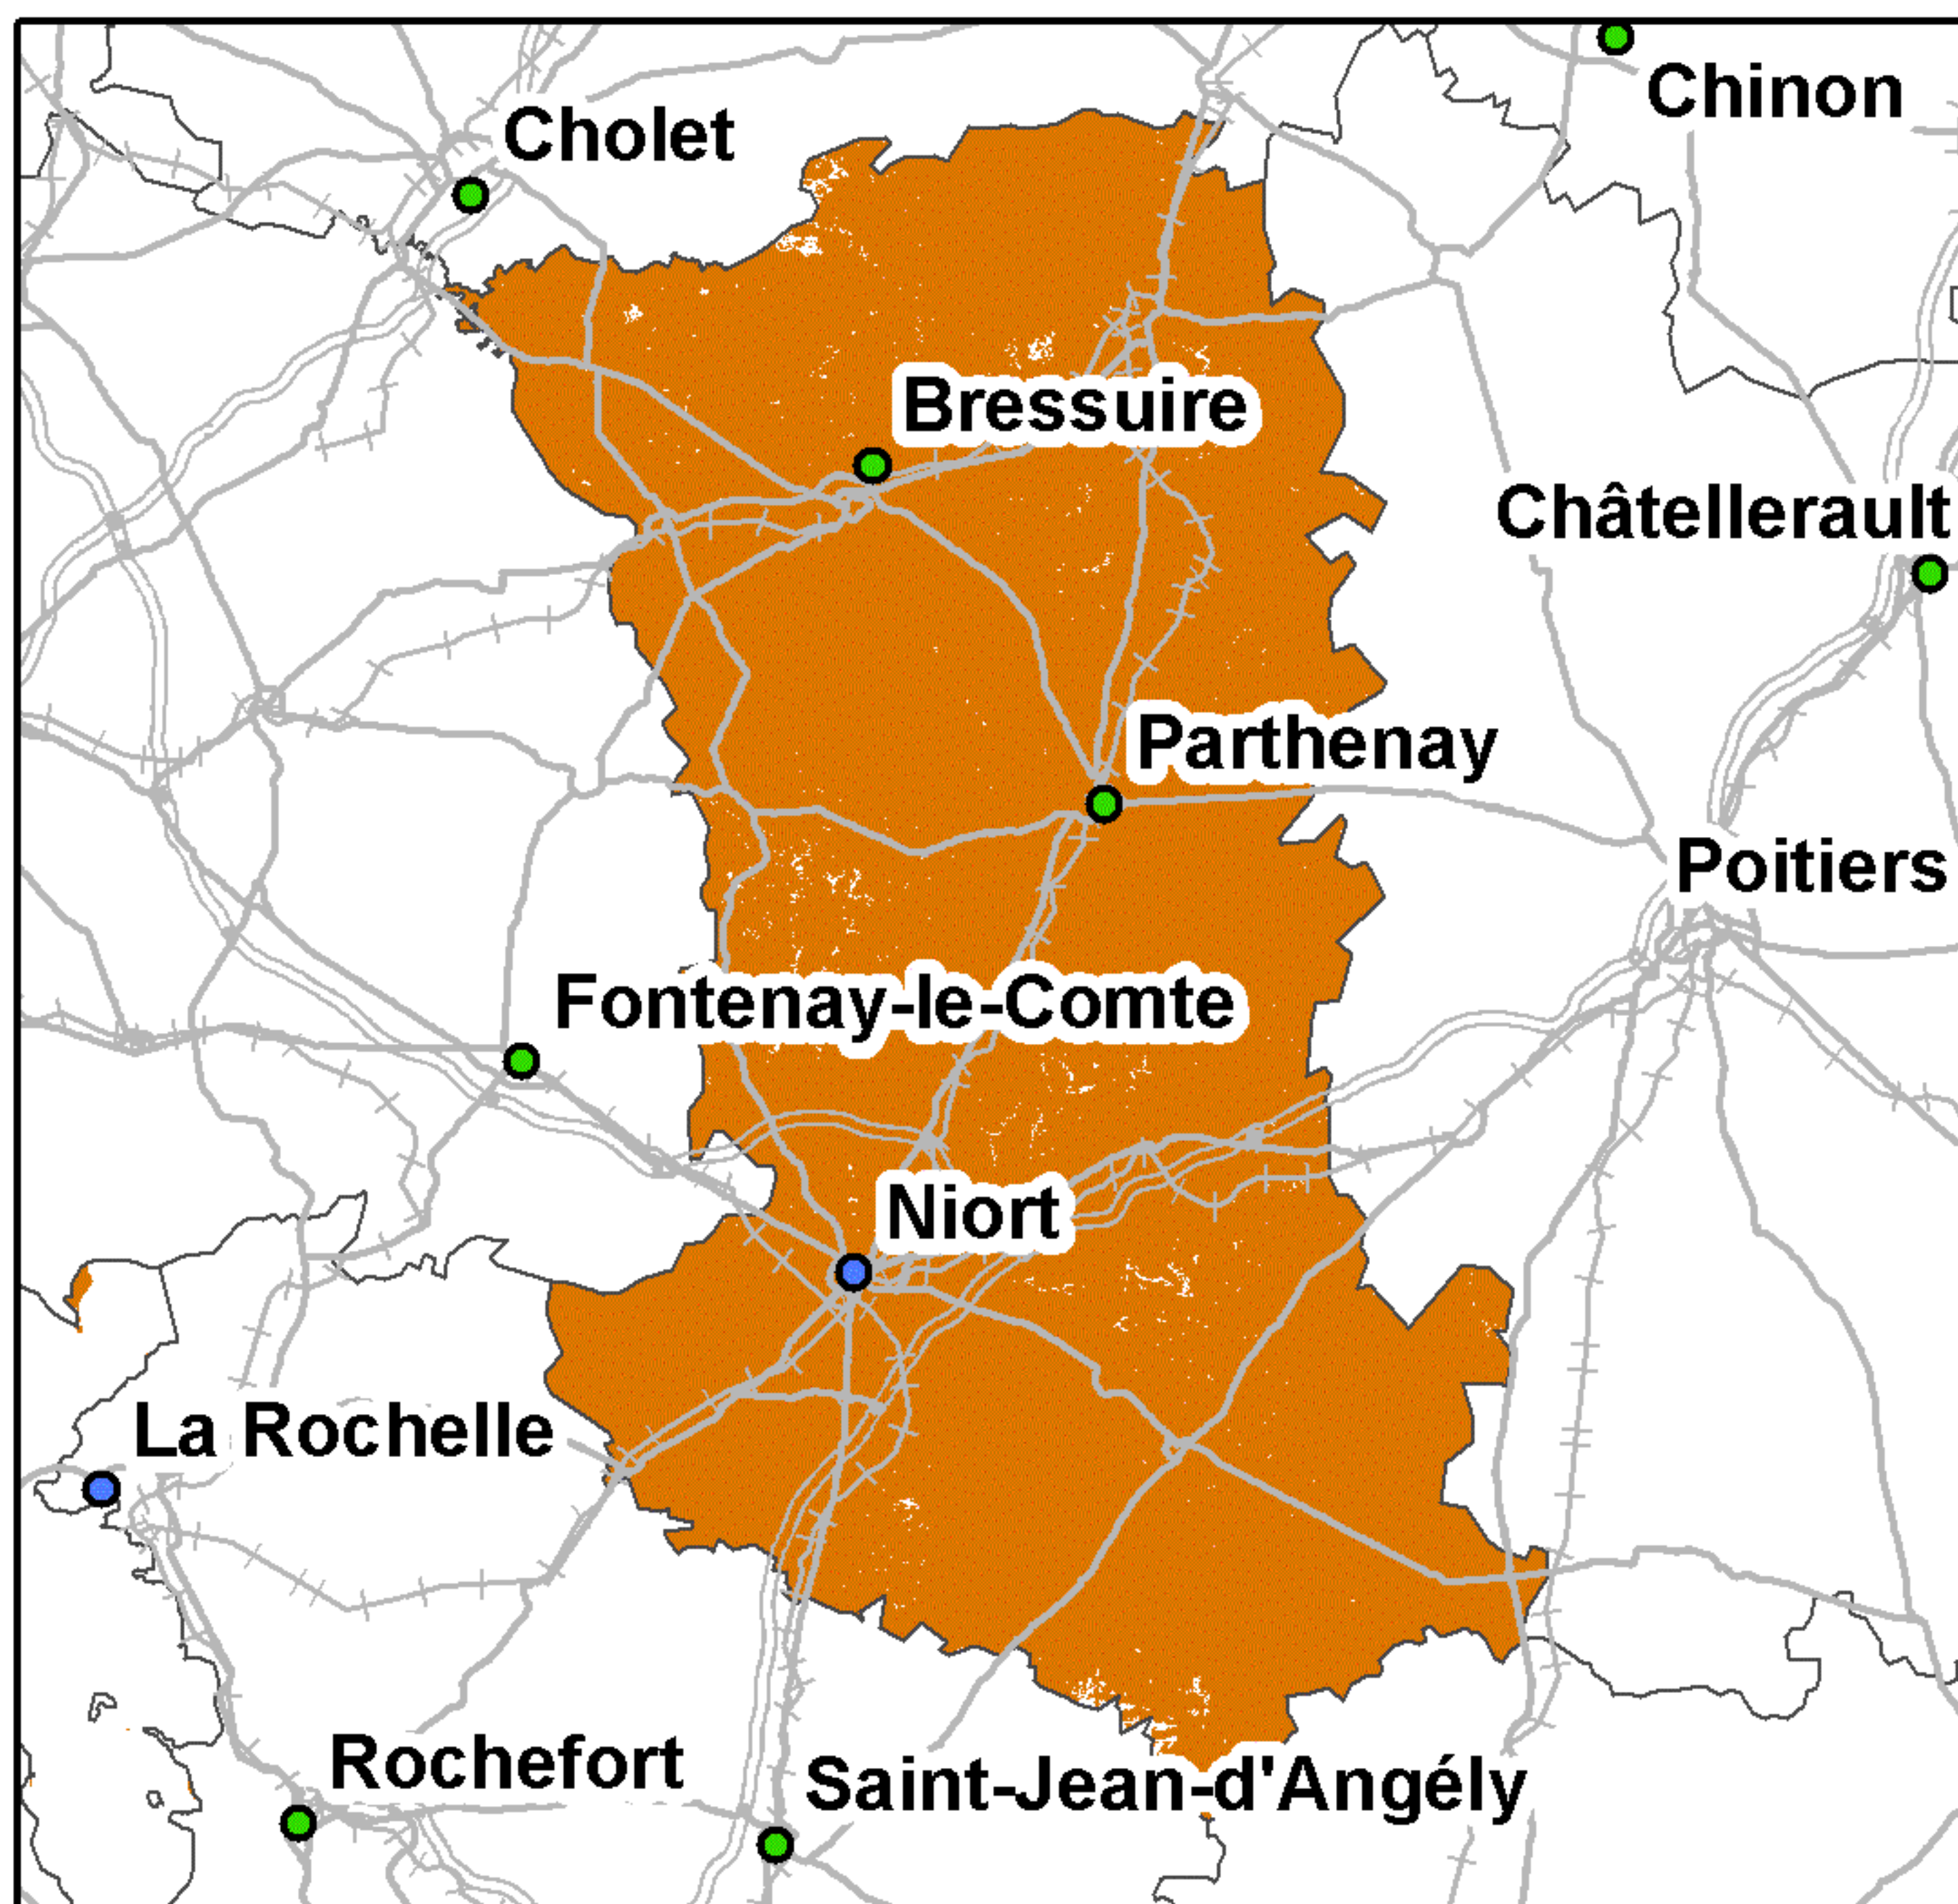 Chinon
Cholet
Bressuire
Châtellerault
Parthenay
Poitiers
Fontenay-le-Comte
Niort
La Rochelle
Rochefort
Saint-Jean-d'Angély